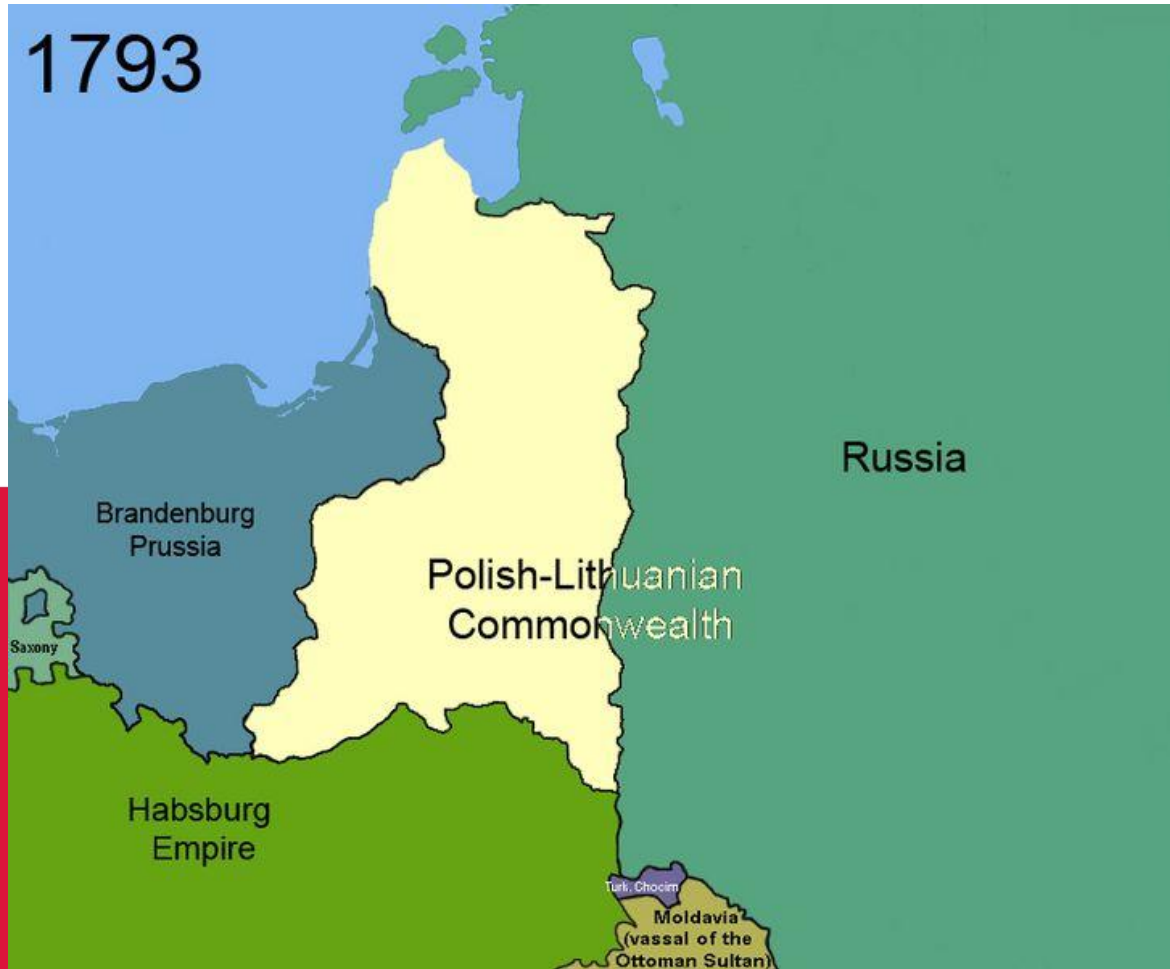 1793
Russia
Brandenburg
Prussia
Polish-Lithuanian
Commonwealth
Saxony
Habsburg
Empire
Turk. Chocim
Moldavia
(vassal of the
Ottoman Sultan)